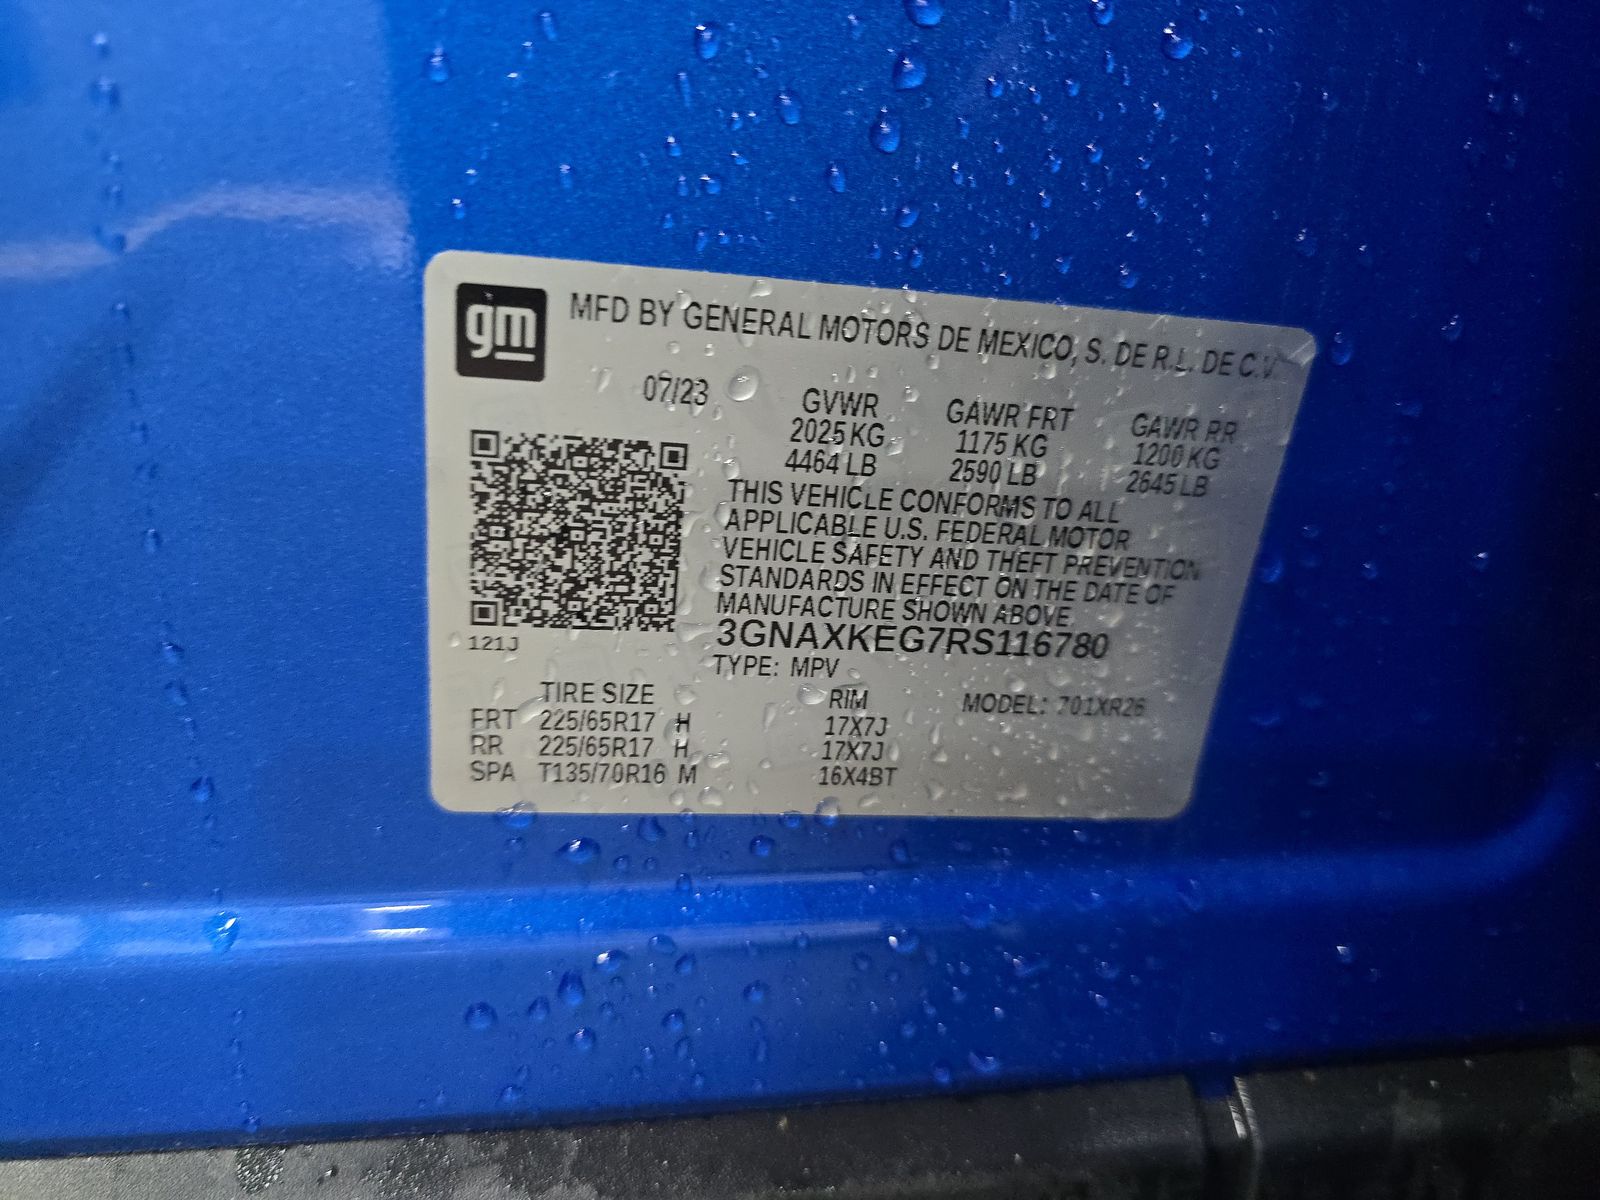 gm
MFD BY GENERAL MOTORS DE MEXICO, S. DE R.L. DE C.V.
07/23
GVWR GAWR FRT GAWR RR
2025 KG 1175 KG 1200 KG
4464 LB 2590 LB 2645 LB
THIS VEHICLE CONFORMS TO ALL
APPLICABLE U.S. FEDERAL MOTOR
VEHICLE SAFETY AND THEFT PREVENTION
STANDARDS IN EFFECT ON THE DATE OF
MANUFACTURE SHOWN ABOVE.
3GNAXKEG7RS116780
121J
TYPE: MPV
TIRE SIZE RIM MODEL: 701XR26
FRT 225/65R17 H 17X7J
RR 225/65R17 H 17X7J
SPA T135/70R16 M 16X4BT